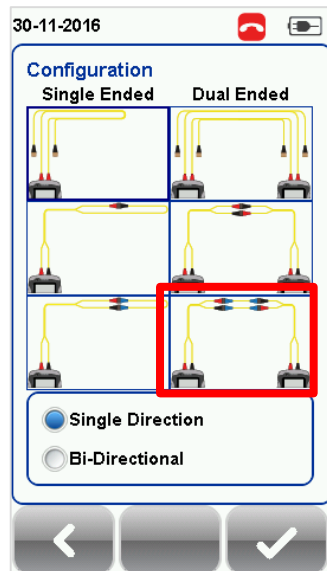 30-11-2016
Configuration
Single Ended Dual Ended
Single Direction
Bi-Directional